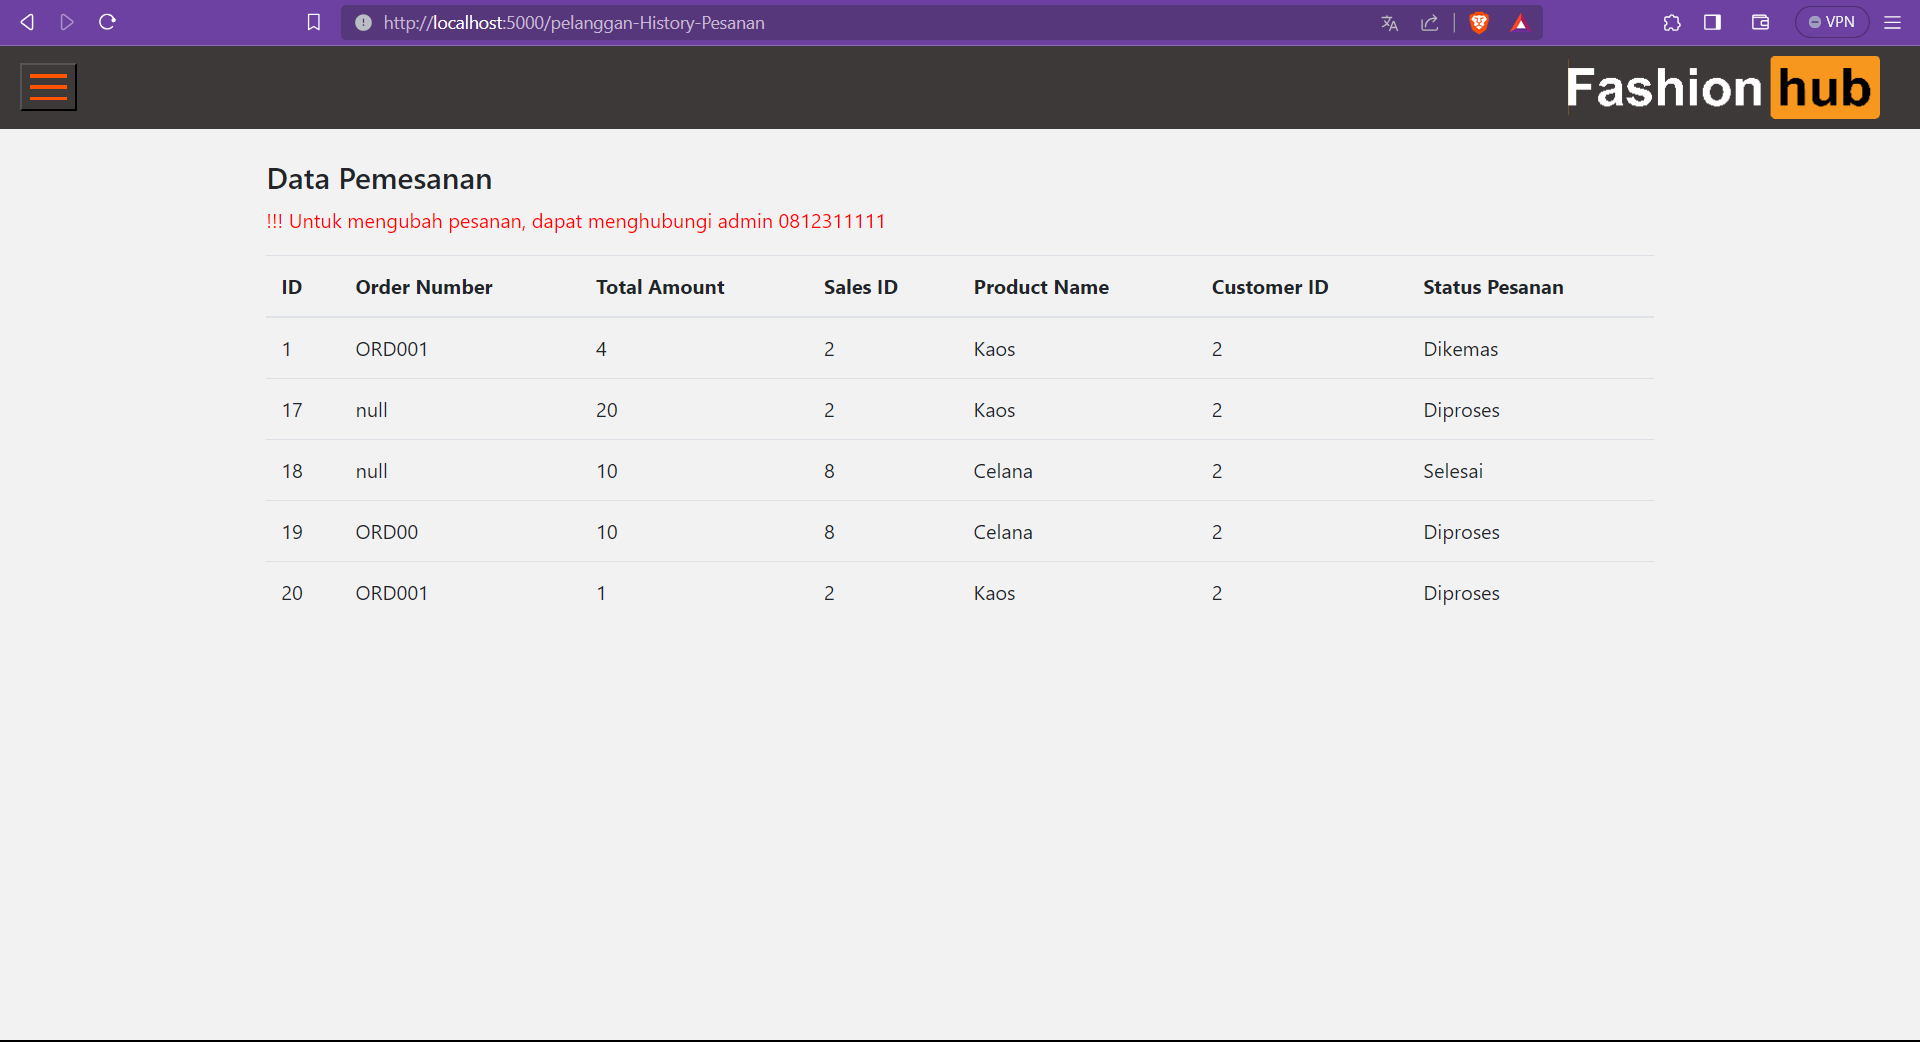 http://localhost:5000/pelanggan-History-Pesanan VPN
Fashion hub
Data Pemesanan
!!! Untuk mengubah pesanan, dapat menghubungi admin 0812311111
ID Order Number Total Amount Sales ID Product Name Customer ID Status Pesanan
1 ORD001 4 2 Kaos 2 Dikemas
17 null 20 2 Kaos 2 Diproses
18 null 10 8 Celana 2 Selesai
19 ORD00 10 8 Celana 2 Diproses
20 ORD001 1 2 Kaos 2 Diproses